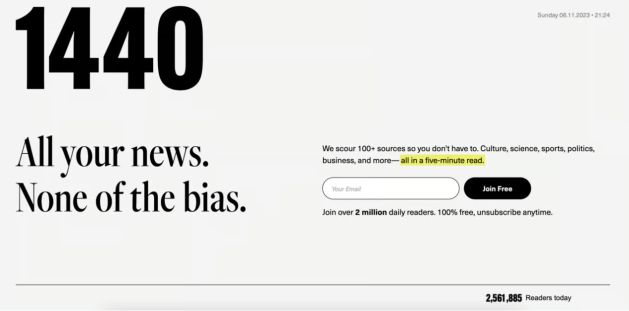 1440
Sunday 06.11.2023 • 21:24
All your news.
None of the bias.
We scour 100+ sources so you don't have to. Culture, science, sports, politics,
business, and more— all in a five-minute read.
Your Email
Join Free
Join over 2 million daily readers. 100% free, unsubscribe anytime.
2,561,885 Readers today